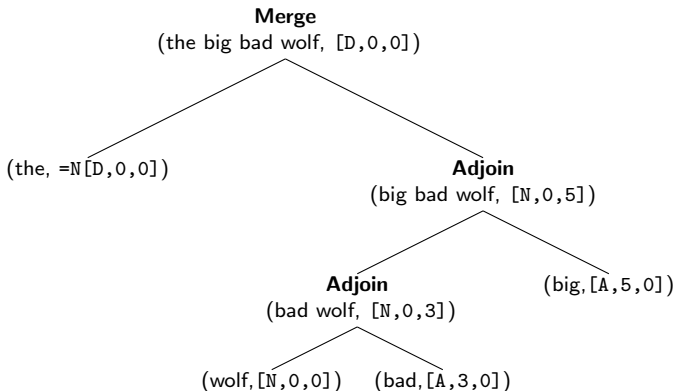 Merge
(the big bad wolf, [D,0,0])
(the, =N[D,0,0])
Adjoin
(big bad wolf, [N,0,5])
Adjoin
(bad wolf, [N,0,3])
(big,[A,5,0])
(wolf,[N,0,0])
(bad,[A,3,0])